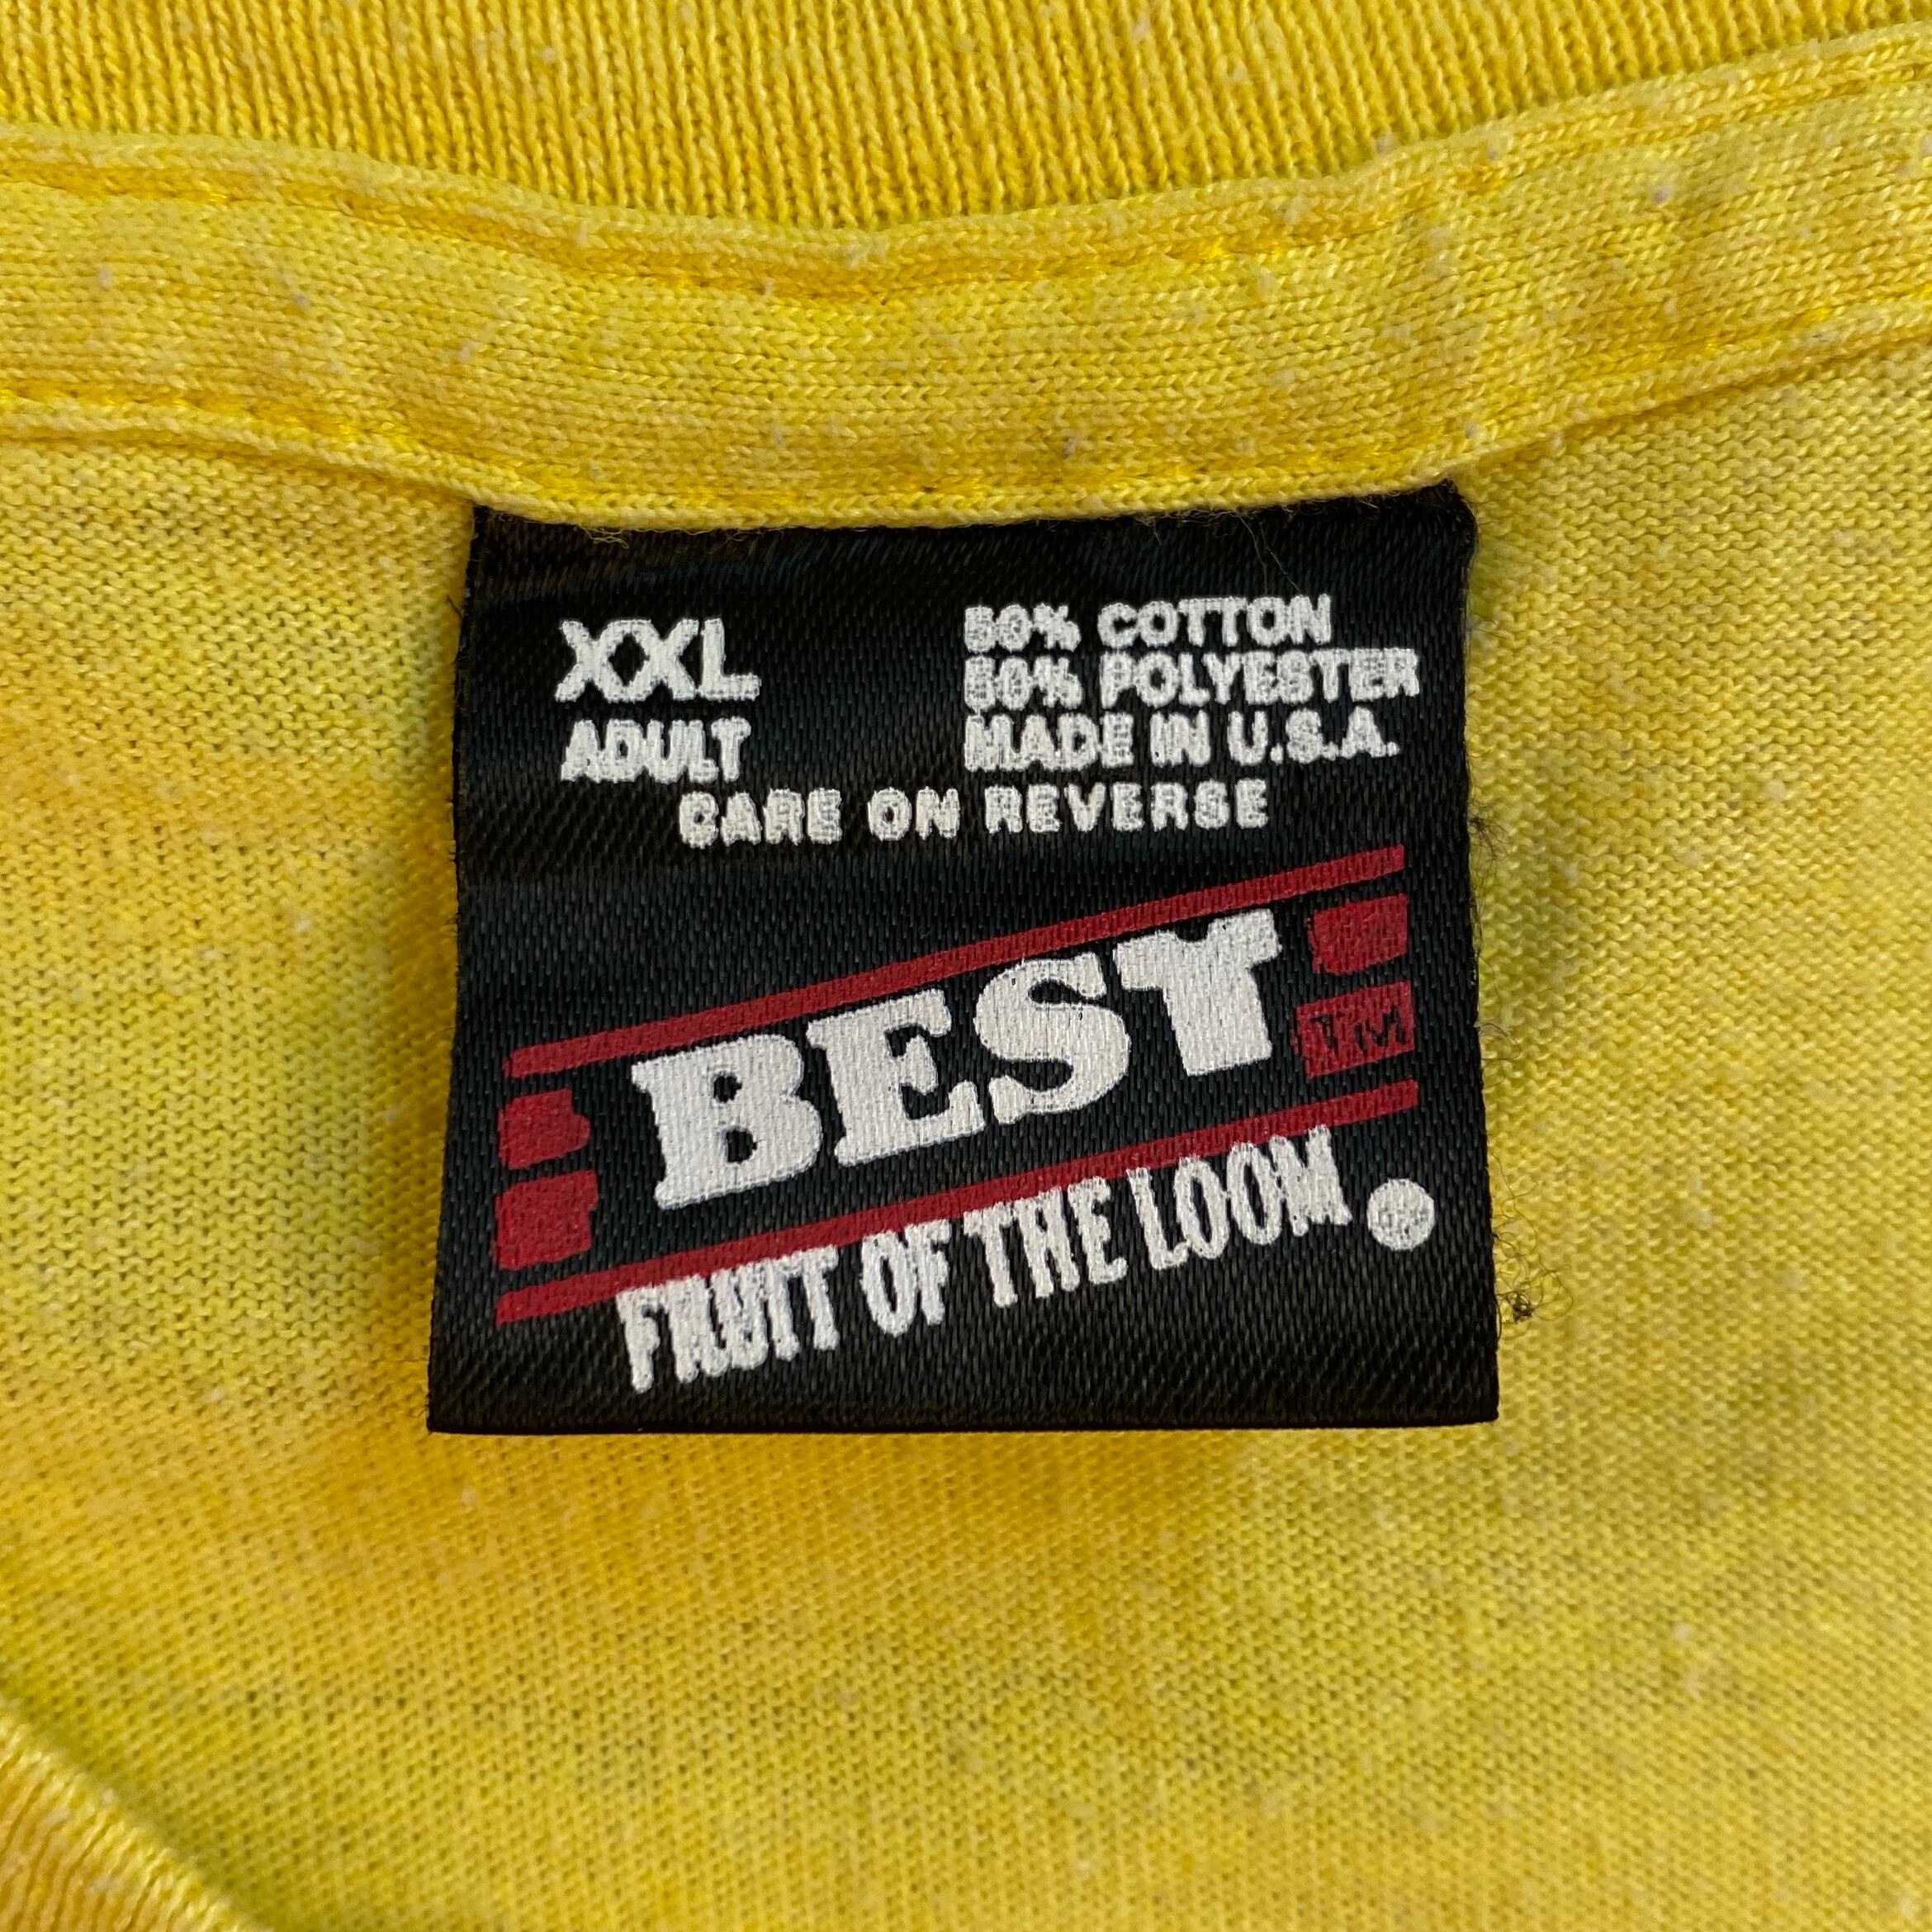 XXL
ADULT
50% COTTON
50% POLYESTER
MADE IN U.S.A.
CARE ON REVERSE
BEST
TM
FRUIT OF THE LOOM